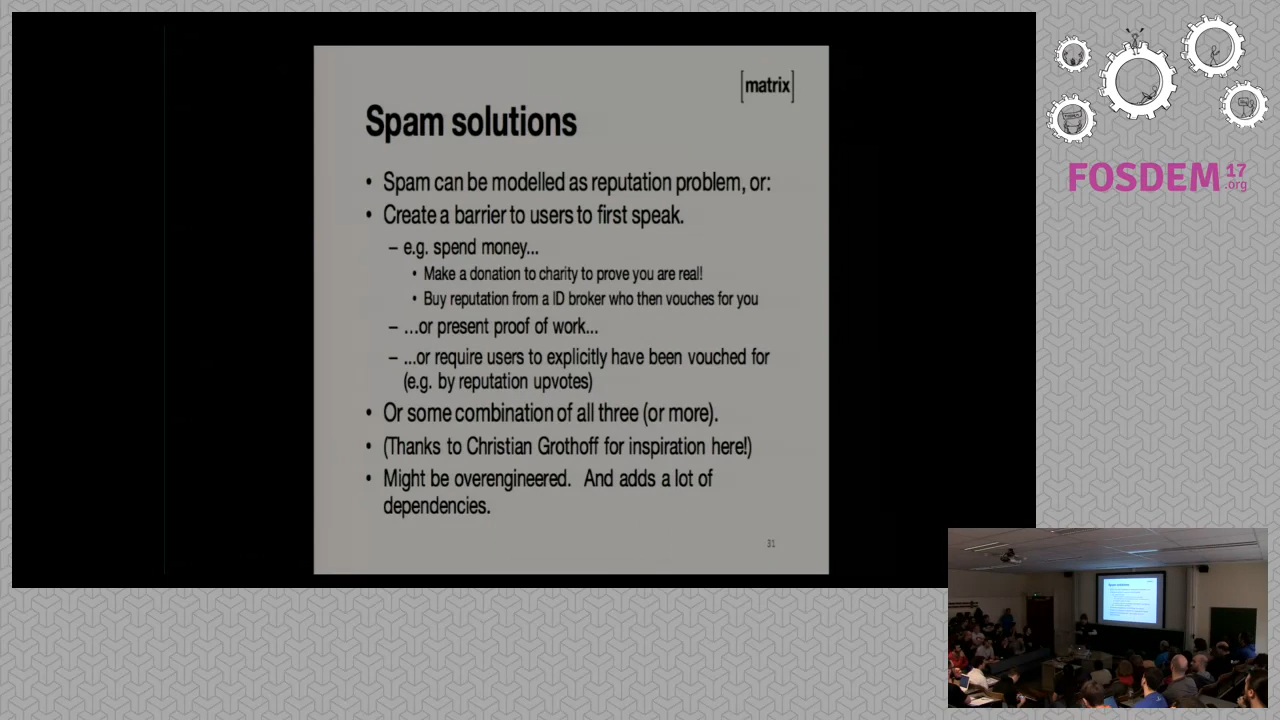 [matrix]
Spam solutions
• Spam can be modelled as reputation problem, or:
• Create a barrier to users to first speak.
– e.g. spend money...
• Make a donation to charity to prove you are real!
• Buy reputation from a ID broker who then vouches for you
– ...or present proof of work...
– ...or require users to explicitly have been vouched for
(e.g. by reputation upvotes)
• Or some combination of all three (or more).
• (Thanks to Christian Grothoff for inspiration here!)
• Might be overengineered. And adds a lot of
dependencies.
31
FOSDEM 17
.org
Spam solutions